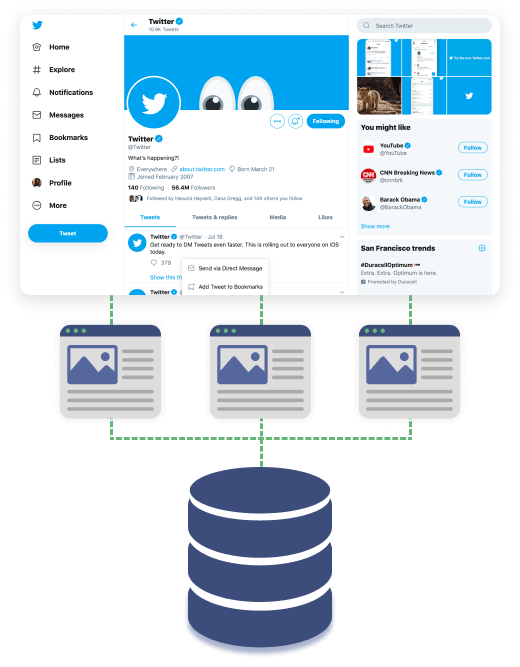 Home
Explore
Notifications
Messages
Bookmarks
Lists
Profile
More
Tweet
Twitter
10.9K Tweets
Following
Twitter
@Twitter
What's happening?!
Everywhere about.twitter.com Born March 21
Joined February 2007
140 Following 56.4M Followers
Followed by Hasumi Hayashi, Dana Gregg, and 149 others you follow
Tweets Tweets & replies Media Likes
Twitter @Twitter · Jul 18
Get ready to DM Tweets even faster. This is rolling out to everyone on iOS
today.
379
Show this th
Send via Direct Message
Add Tweet to Bookmarks
Twitter
Search Twitter
You might like
YouTube
@YouTube
Follow
CNN
CNN Breaking News
@cnnbrk
Follow
Barack Obama
@BarackObama
Follow
Show more
San Francisco trends
#DuracellOptimum
Extra. Extra. Optimum is here.
Promoted by Duracell